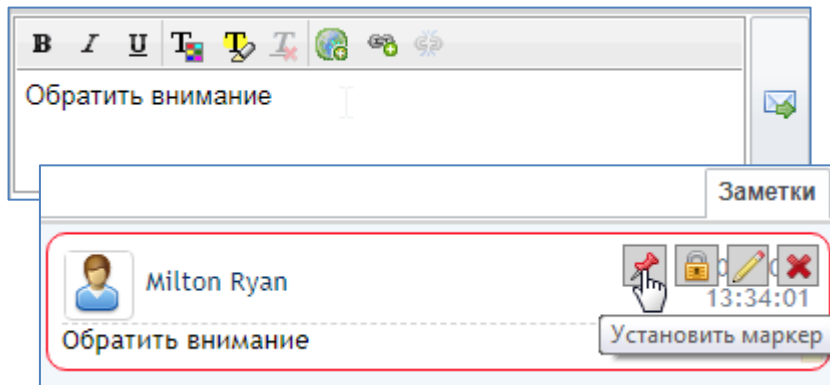 B I U T T T
Обратить внимание
Заметки
Milton Ryan
13:34:01
Обратить внимание
Установить маркер